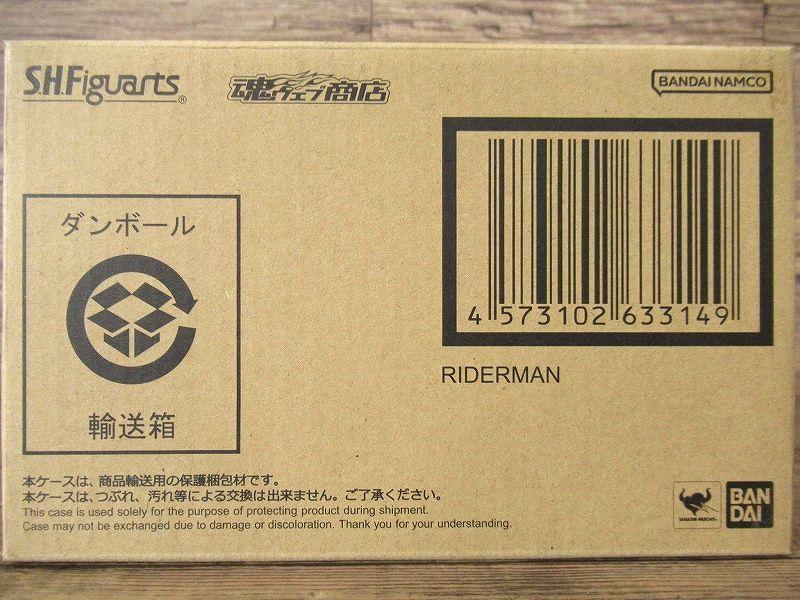 S.H.Figuarts®
魂ウェブ商店
BANDAI NAMCO
ダンボール
輸送箱
4 573102 633149
RIDERMAN
本ケースは、商品輸送用の保護梱包材です。
本ケースは、つぶれ、汚れ等による交換は出来ません。ご了承ください。
This case is used solely for the purpose of protecting product during shipment.
Case may not be exchanged due to damage or discoloration. Thank you for your understanding.
TAMASHII NATIONS
BAN
DAI